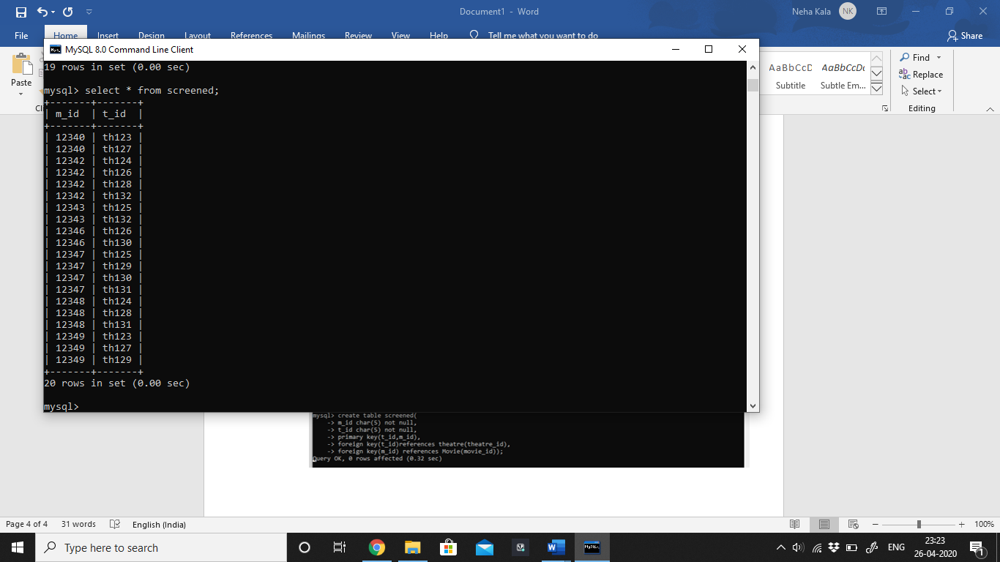 Document1 - Word
Neha Kala NK
File Home Insert Design Layout References Mailings Review View Help Tell me what you want to do Share
MySQL 8.0 Command Line Client
Paste
AaBbCcD AaBbCcDc
Subtitle Subtle Em...
Find
Replace
Select
Editing
19 rows in set (0.00 sec)
mysql> select * from screened;
+-------+-------+
| m_id | t_id |
+-------+-------+
| 12340 | th123 |
| 12340 | th127 |
| 12342 | th124 |
| 12342 | th126 |
| 12342 | th128 |
| 12342 | th132 |
| 12343 | th125 |
| 12343 | th132 |
| 12346 | th126 |
| 12346 | th130 |
| 12347 | th125 |
| 12347 | th129 |
| 12347 | th130 |
| 12347 | th131 |
| 12348 | th124 |
| 12348 | th128 |
| 12348 | th131 |
| 12349 | th123 |
| 12349 | th127 |
| 12349 | th129 |
+-------+-------+
20 rows in set (0.00 sec)
mysql>
mysql> create table screened(
-> m_id char(5) not null,
-> t_id char(5) not null,
-> primary key(t_id,m_id),
-> foreign key(t_id)references theatre(theatre_id),
-> foreign key(m_id) references Movie(movie_id));
Query OK, 0 rows affected (0.32 sec)
Page 4 of 4 31 words English (India) 100%
Type here to search
ENG
23:23
26-04-2020
1